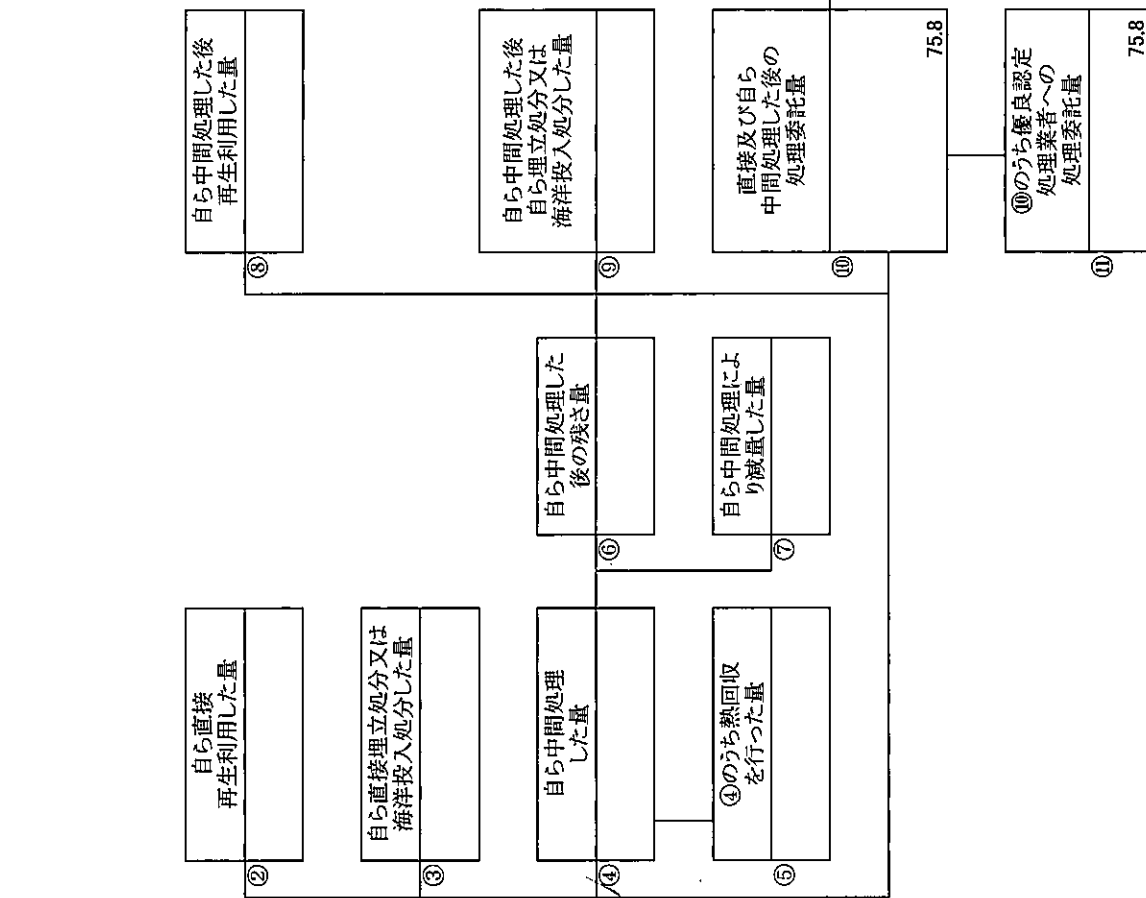 ②
自ら直接
再生利用した量
③
自ら直接埋立処分又は
海洋投入処分した量
④
自ら中間処理
した量
⑤
④のうち熱回収
を行った量
⑥
自ら中間処理した
後の残さ量
⑦
自ら中間処理によ
り減量した量
⑧
自ら中間処理した後
再生利用した量
⑨
自ら中間処理した後
自ら埋立処分又は
海洋投入処分した量
⑩
直接及び自ら
中間処理した後の
処理委託量
75.8
⑪
⑩のうち優良認定
処理業者への
処理委託量
75.8